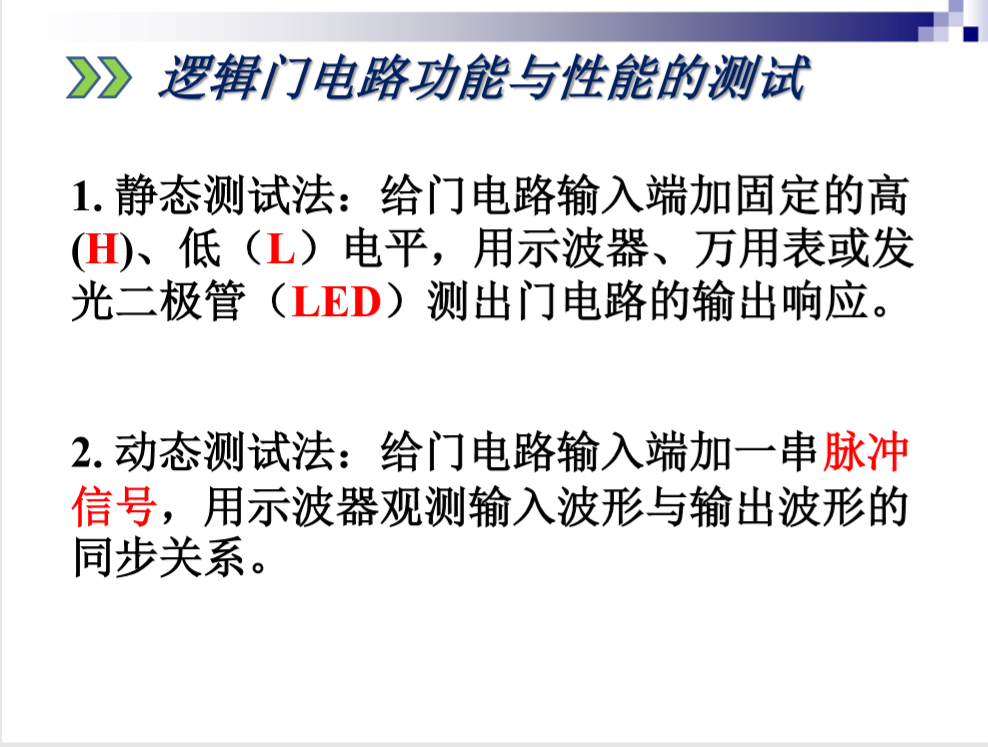 逻辑门电路功能与性能的测试
1. 静态测试法：给门电路输入端加固定的高
(H)、低（L）电平，用示波器、万用表或发
光二极管（LED）测出门电路的输出响应。
2. 动态测试法：给门电路输入端加一串脉冲
信号，用示波器观测输入波形与输出波形的
同步关系。